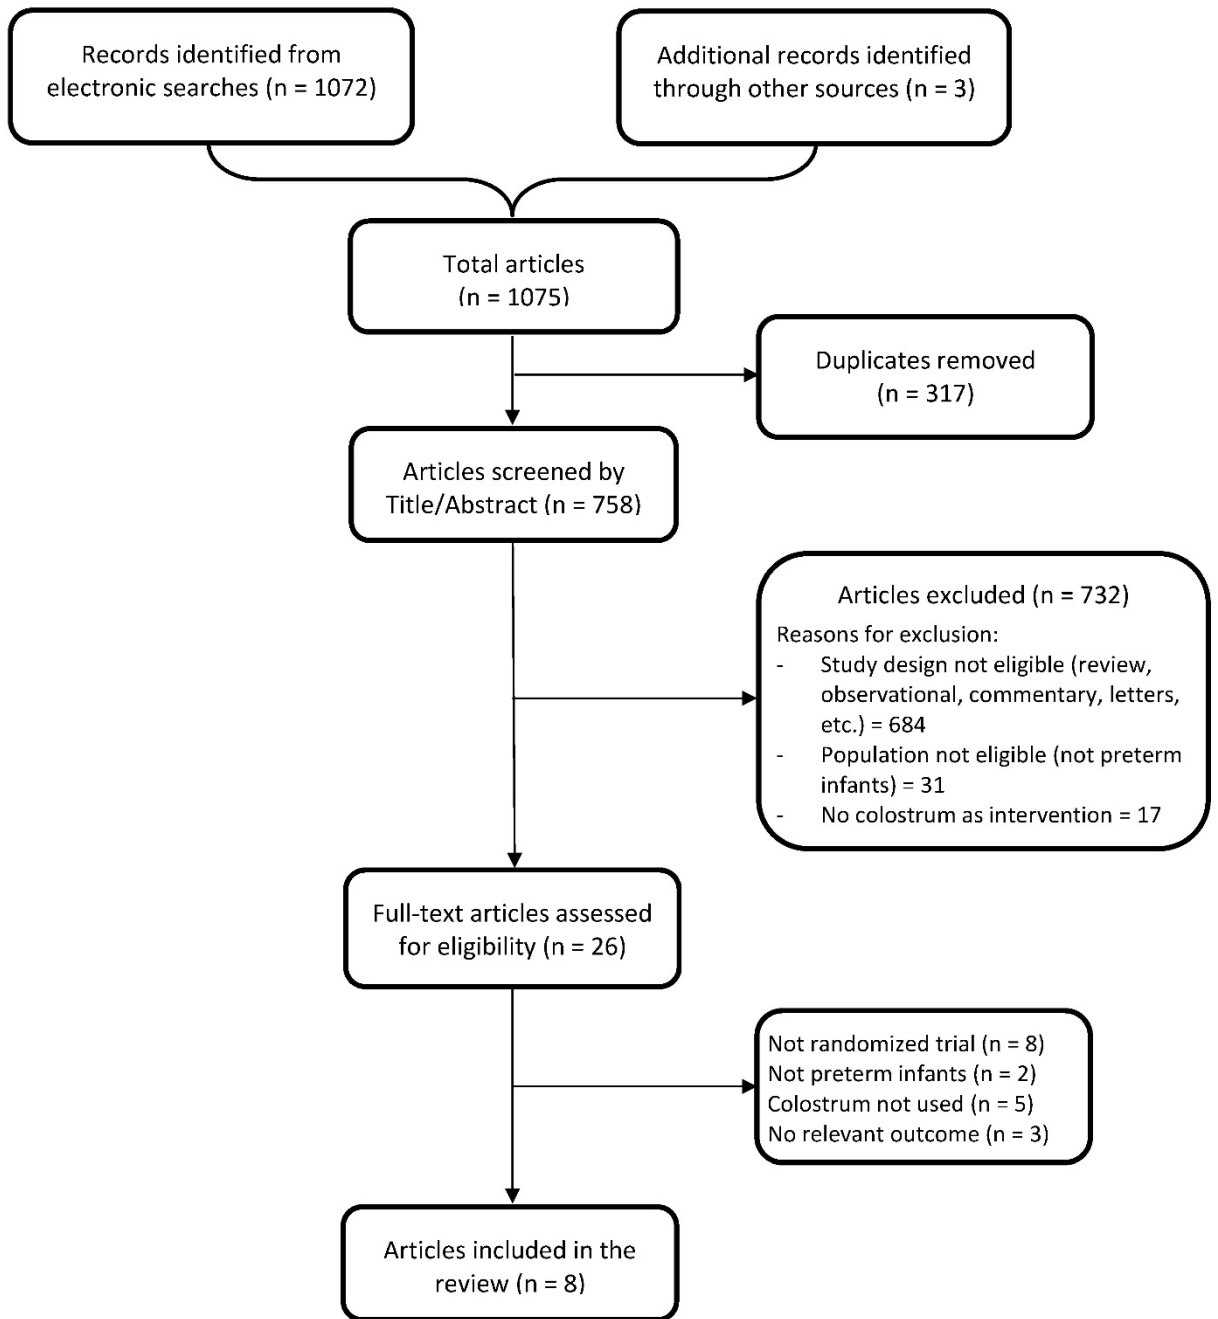 Records identified from
electronic searches (n = 1072)
Additional records identified
through other sources (n = 3)
Total articles
(n = 1075)
Duplicates removed
(n = 317)
Articles screened by
Title/Abstract (n = 758)
Articles excluded (n = 732)
Reasons for exclusion:
- Study design not eligible (review,
observational, commentary, letters,
etc.) = 684
- Population not eligible (not preterm
infants) = 31
- No colostrum as intervention = 17
Full-text articles assessed
for eligibility (n = 26)
Not randomized trial (n = 8)
Not preterm infants (n = 2)
Colostrum not used (n = 5)
No relevant outcome (n = 3)
Articles included in the
review (n = 8)